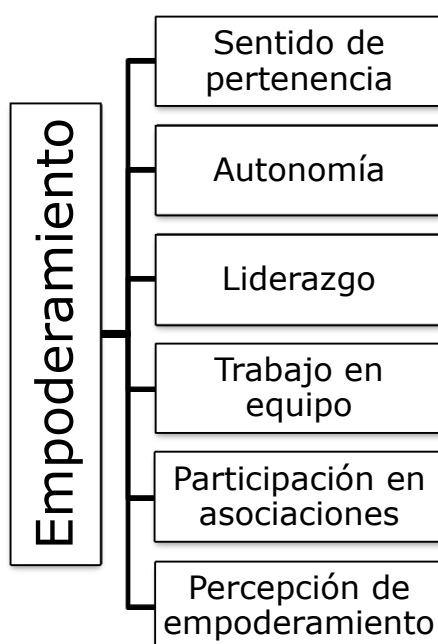 Empoderamiento
Sentido de
pertenencia
Autonomía
Liderazgo
Trabajo en
equipo
Participación en
asociaciones
Percepción de
empoderamiento